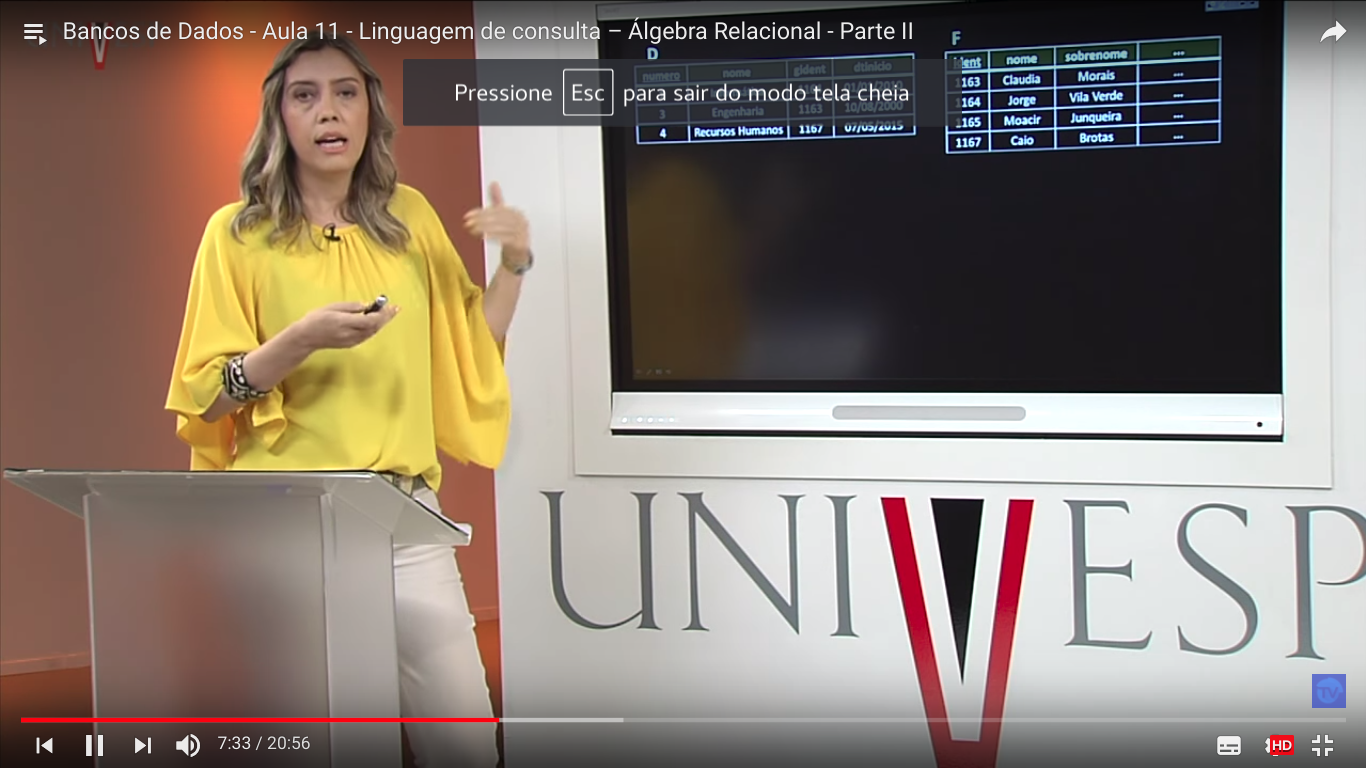 Bancos de Dados - Aula 11 - Linguagem de consulta – Álgebra Relacional - Parte II
D
numero nome gident dtinicio
3 Engenharia 1163 10/08/2000
4 Recursos Humanos 1167 07/05/2015
F
ident nome sobrenome ...
1163 Claudia Morais ...
1164 Jorge Vila Verde ...
1165 Moacir Junqueira ...
1167 Caio Brotas ...
Pressione Esc para sair do modo tela cheia
UNIVESP
TV
7:33 / 20:56
HD